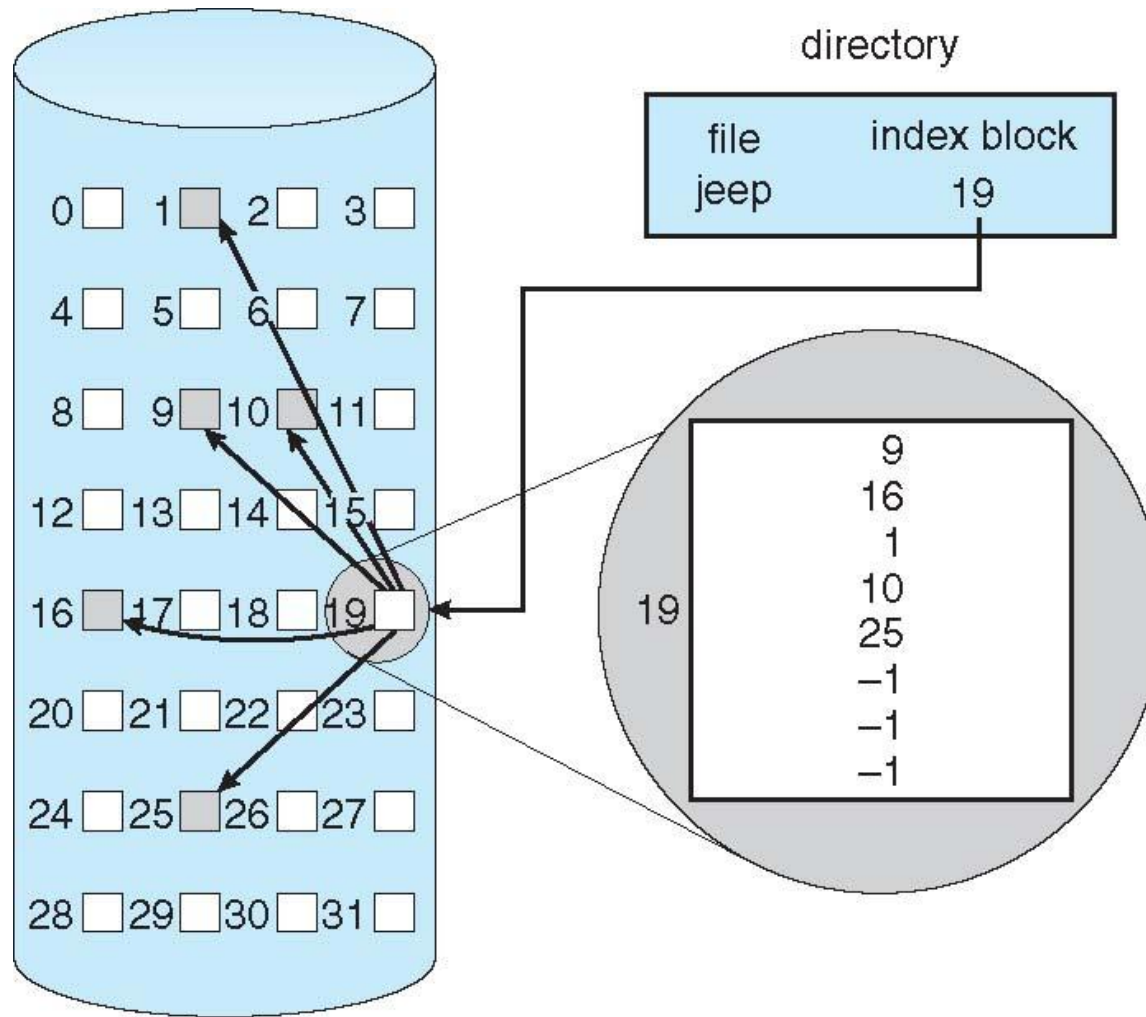 directory
file index block
jeep 19
0 1 2 3
4 5 6 7
8 9 10 11
12 13 14 15
16 17 18 19
20 21 22 23
24 25 26 27
28 29 30 31
19
9
16
1
10
25
–1
–1
–1